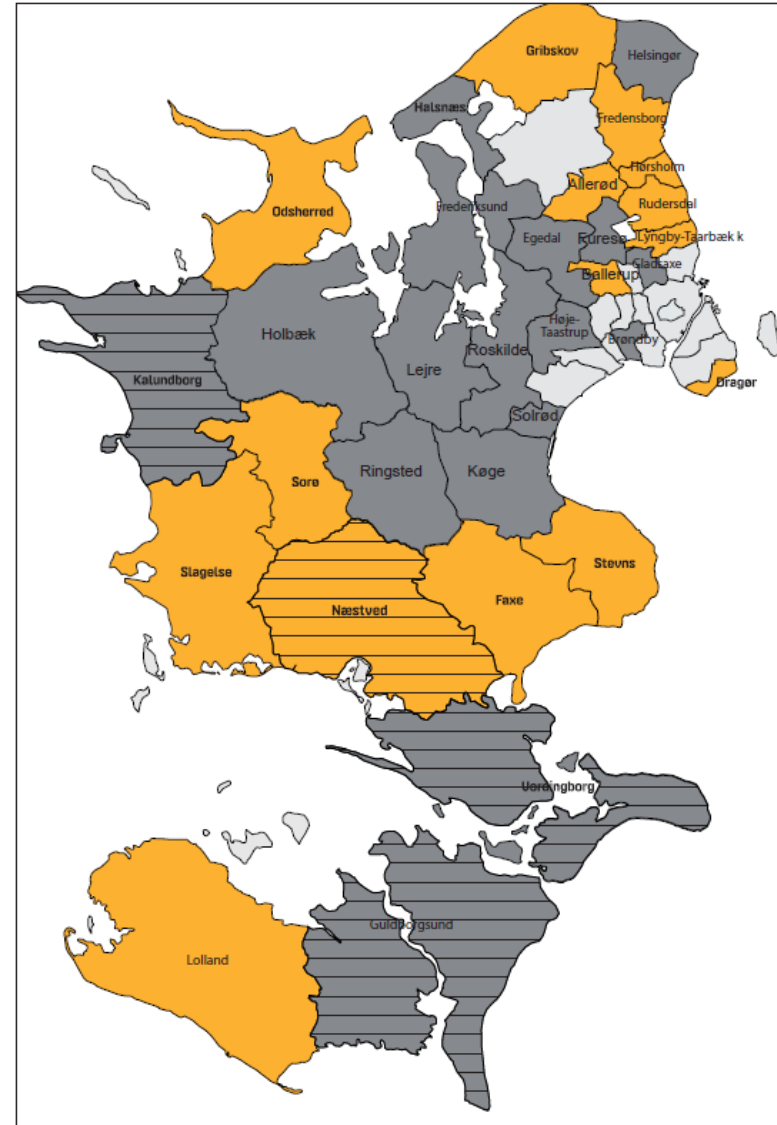 Gribskov
Helsingør
Halsnæs
Fredensborg
Hørsholm
Allerød
Rudersdal
Odsherred
Frederiksund
Egedal
Furesø
Lyngby-Taarbæk k
Gladsaxe
Ballerup
Holbæk
Høje-
Taastrup
Brøndby
Roskilde
Lejre
Kalundborg
Dragør
Solrød
Ringsted
Køge
Sorø
Slagelse
Stevns
Næstved
Faxe
Vordingborg
Guldborgsund
Lolland